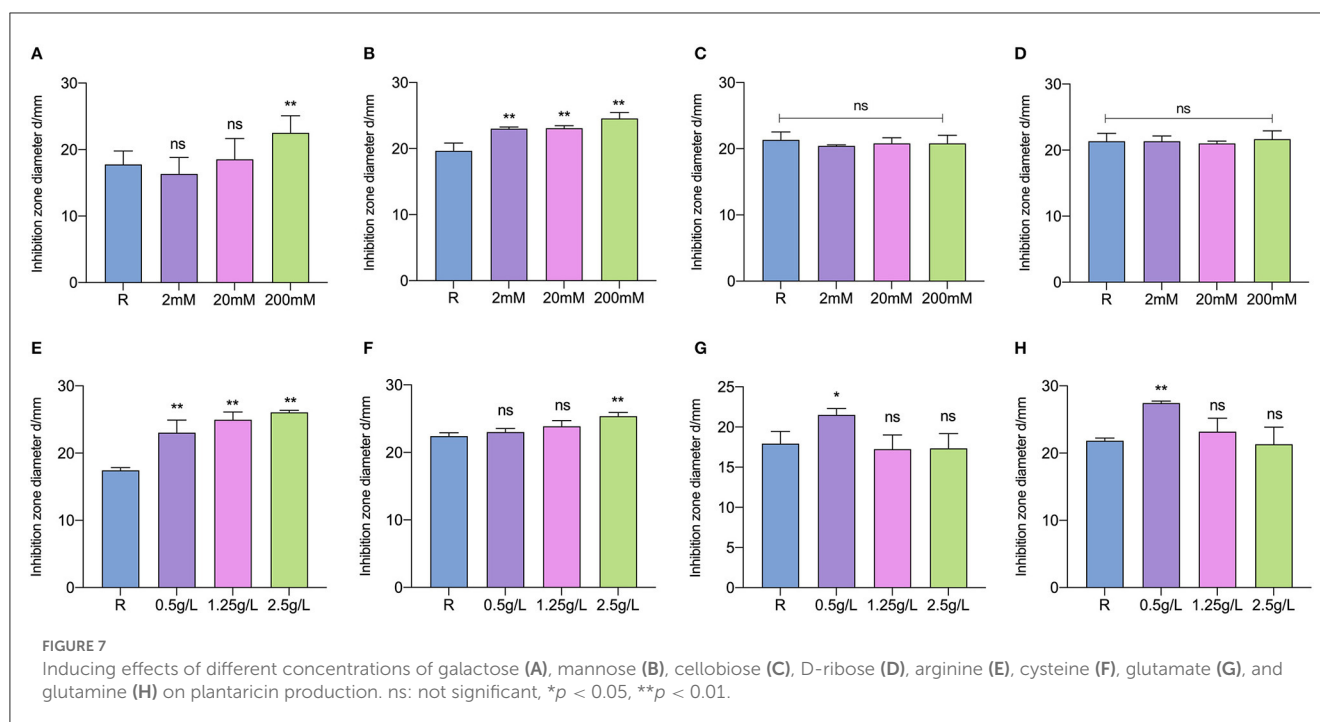 A
B
C
D
Inhibition zone diameter d/mm
30
20
10
0
ns
ns
**
R
2mM
20mM
200mM
Inhibition zone diameter d/mm
30
20
10
0
**
**
**
R
2mM
20mM
200mM
Inhibition zone diameter d/mm
30
20
10
0
ns
R
2mM
20mM
200mM
Inhibition zone diameter d/mm
30
20
10
0
ns
R
2mM
20mM
200mM
E
F
G
H
Inhibition zone diameter d/mm
30
20
10
0
**
**
**
R
0.5g/L
1.25g/L
2.5g/L
Inhibition zone diameter d/mm
30
20
10
0
ns
ns
**
R
0.5g/L
1.25g/L
2.5g/L
Inhibition zone diameter d/mm
25
20
15
10
5
0
*
ns
ns
R
0.5g/L
1.25g/L
2.5g/L
Inhibition zone diameter d/mm
30
20
10
0
**
ns
ns
R
0.5g/L
1.25g/L
2.5g/L
FIGURE 7
Inducing effects of different concentrations of galactose (A), mannose (B), cellobiose (C), D-ribose (D), arginine (E), cysteine (F), glutamate (G), and
glutamine (H) on plantaricin production. ns: not significant, *p < 0.05, **p < 0.01.